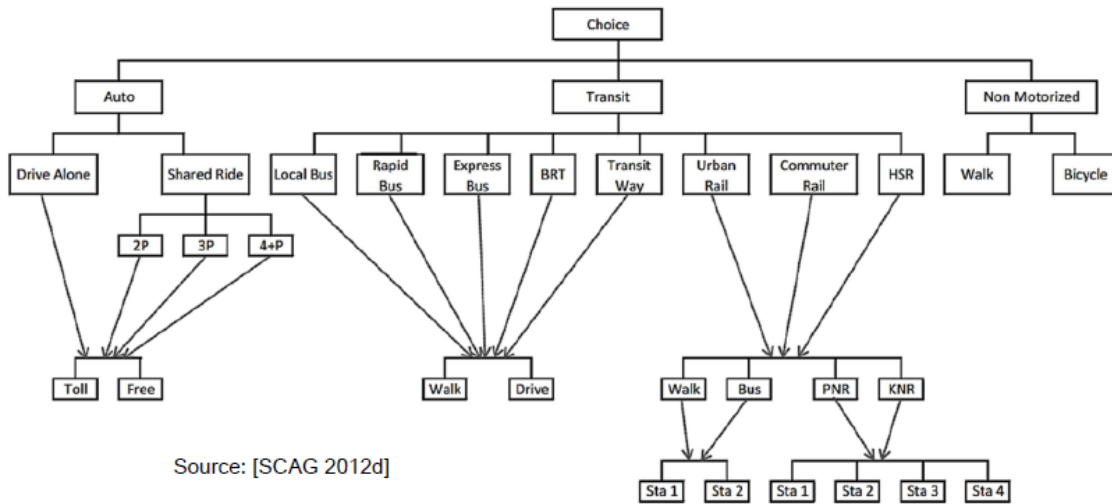 Choice
Auto
Transit
Non Motorized
Drive Alone
Shared Ride
Local Bus
Rapid
Bus
Express
Bus
BRT
Transit
Way
Urban
Rail
Commuter
Rail
HSR
Walk
Bicycle
2P
3P
4+P
Toll
Free
Walk
Drive
Walk
Bus
PNR
KNR
Source: [SCAG 2012d]
Sta 1
Sta 2
Sta 1
Sta 2
Sta 3
Sta 4